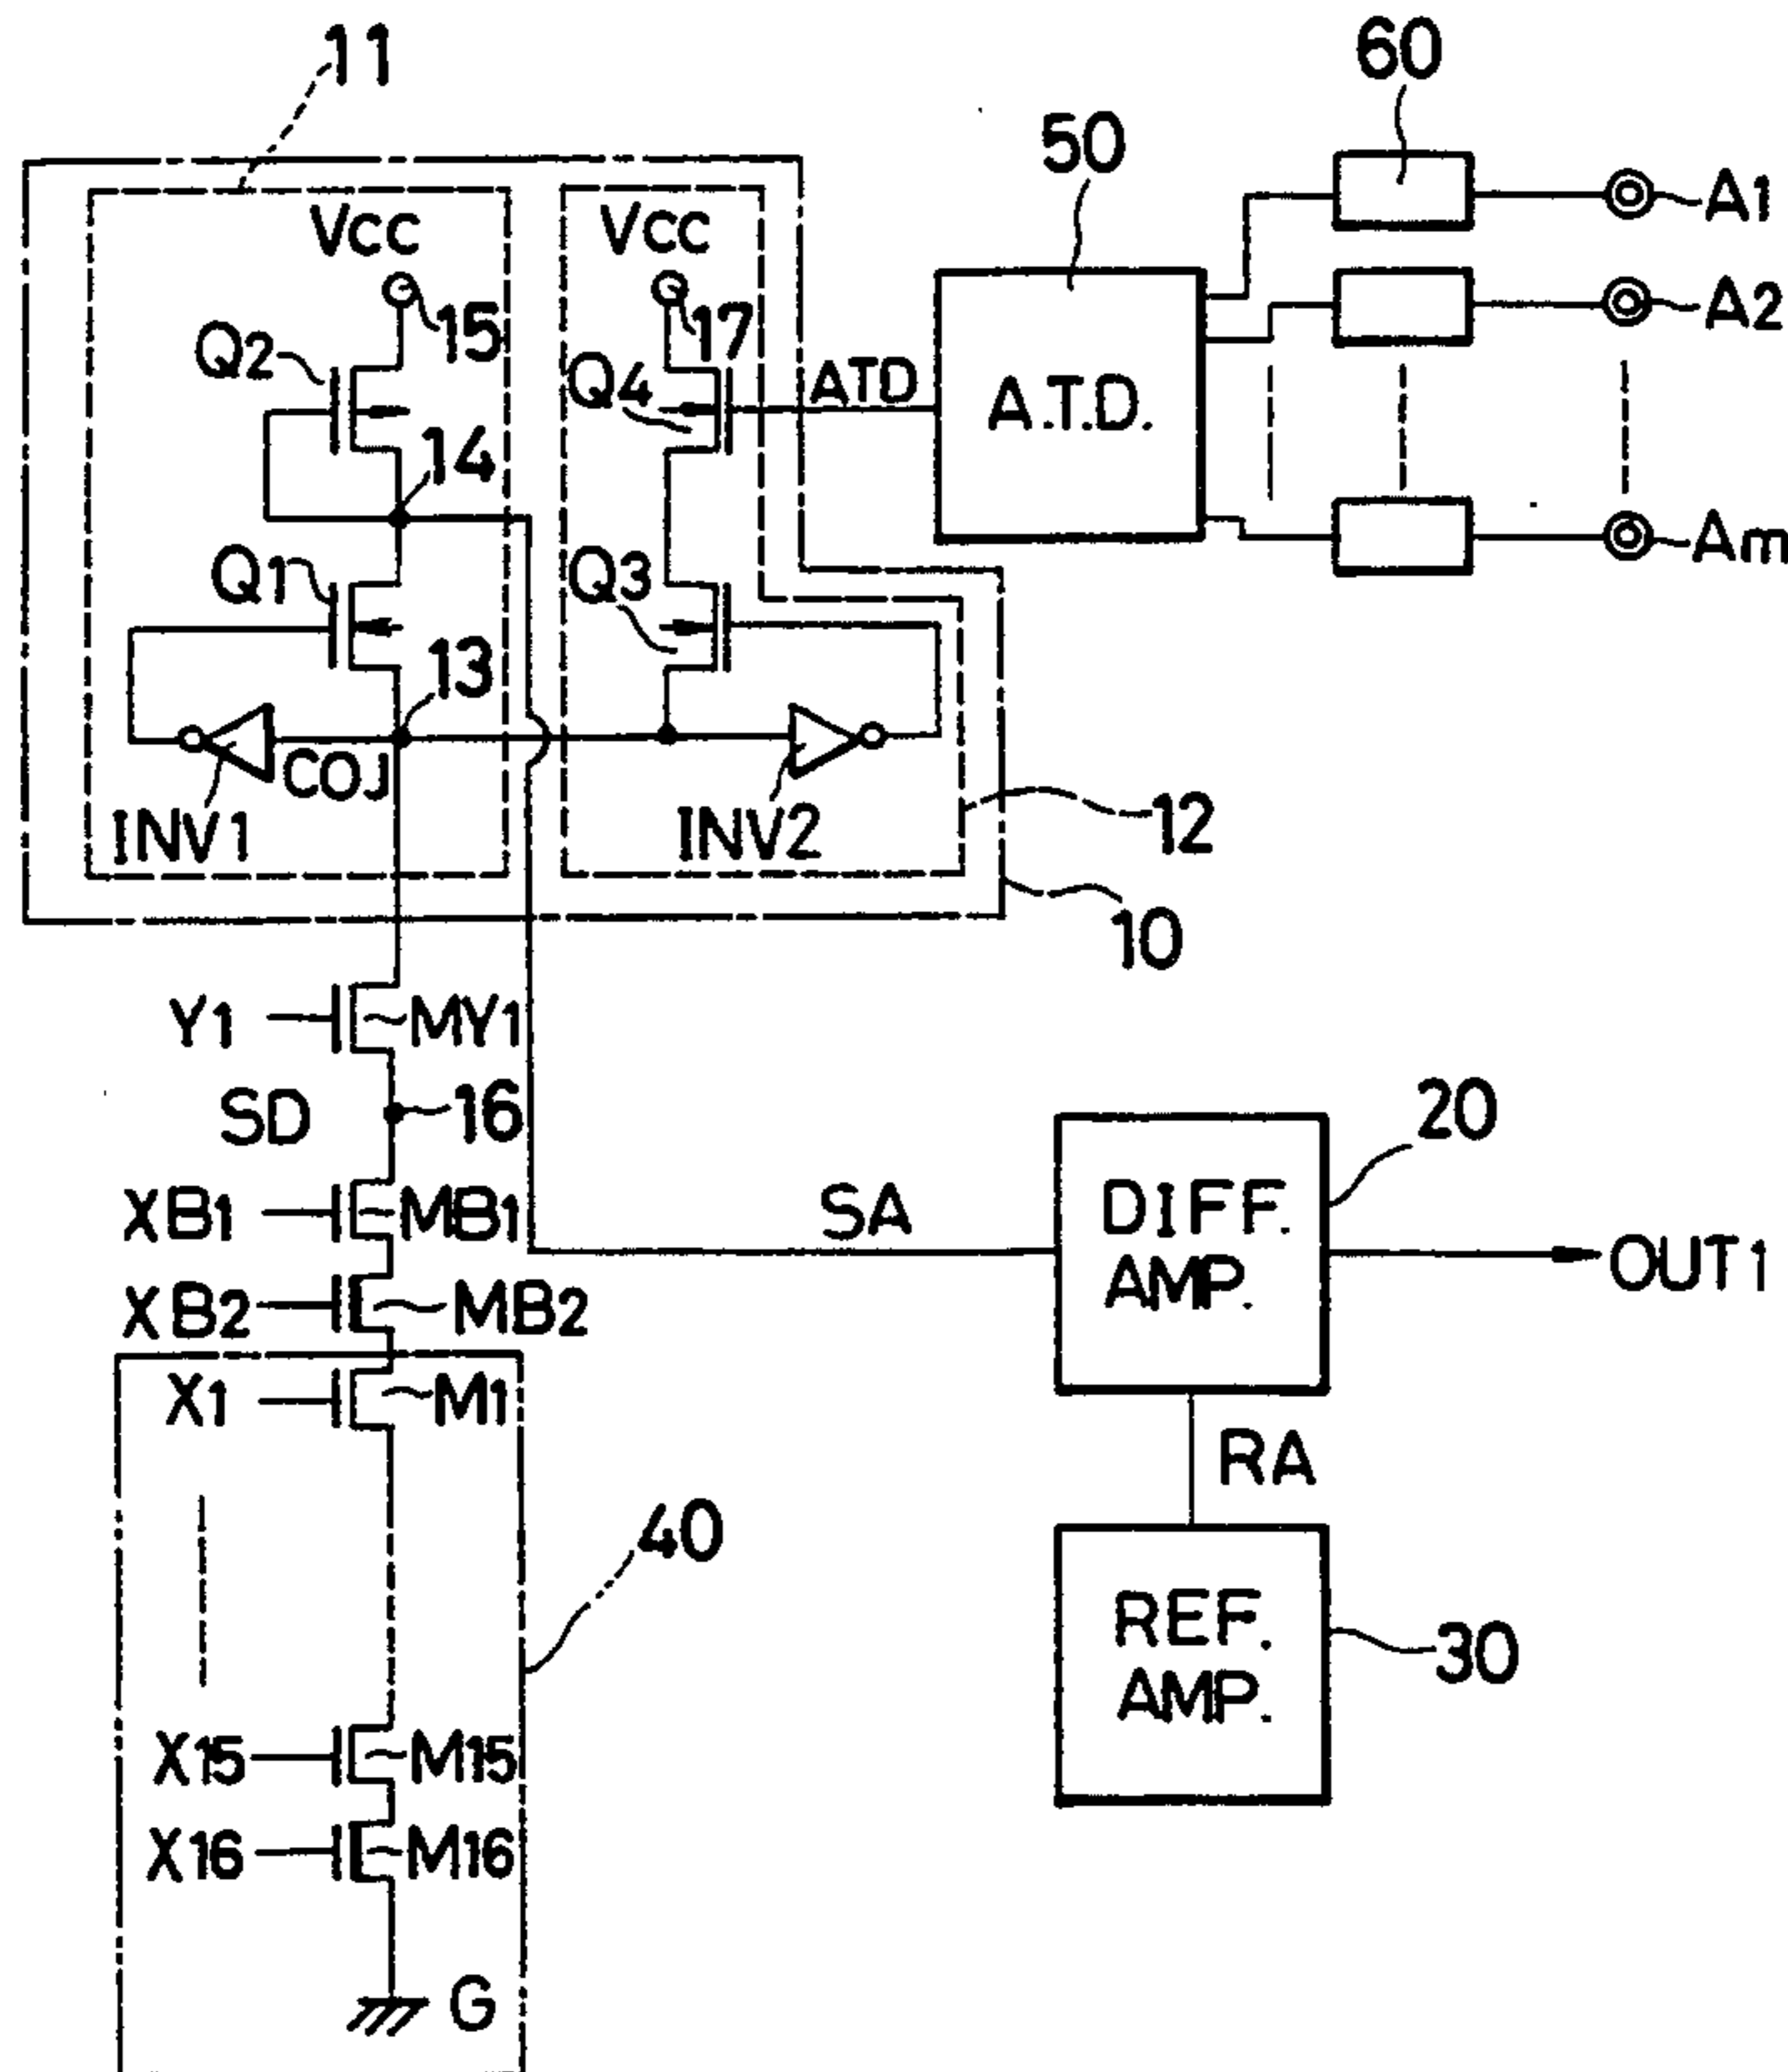 11
60
50
A1
VCC
VCC
15
17
A2
Q2
Q4
ATD
A.T.D.
14
Am
Q1
Q3
13
COJ
INV1
INV2
12
10
Y1
MY1
SD
16
20
XB1
MB1
SA
DIFF.
AMP.
OUT1
XB2
MB2
X1
M1
RA
40
REF.
AMP.
30
X15
M15
X16
M16
G